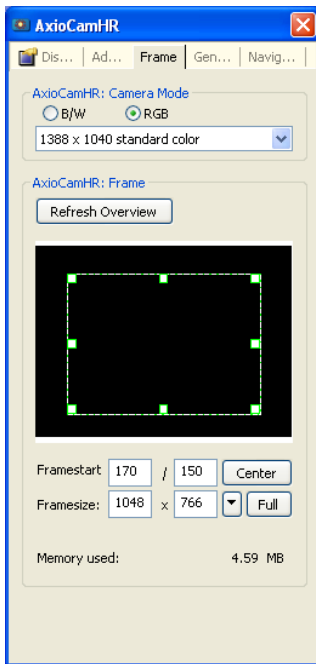 AxioCamHR
Dis... Ad... Frame Gen... Navig...
AxioCamHR: Camera Mode
B/W RGB
1388 x 1040 standard color
AxioCamHR: Frame
Refresh Overview
Framestart 170 / 150 Center
Framesize: 1048 x 766 Full
Memory used: 4.59 MB